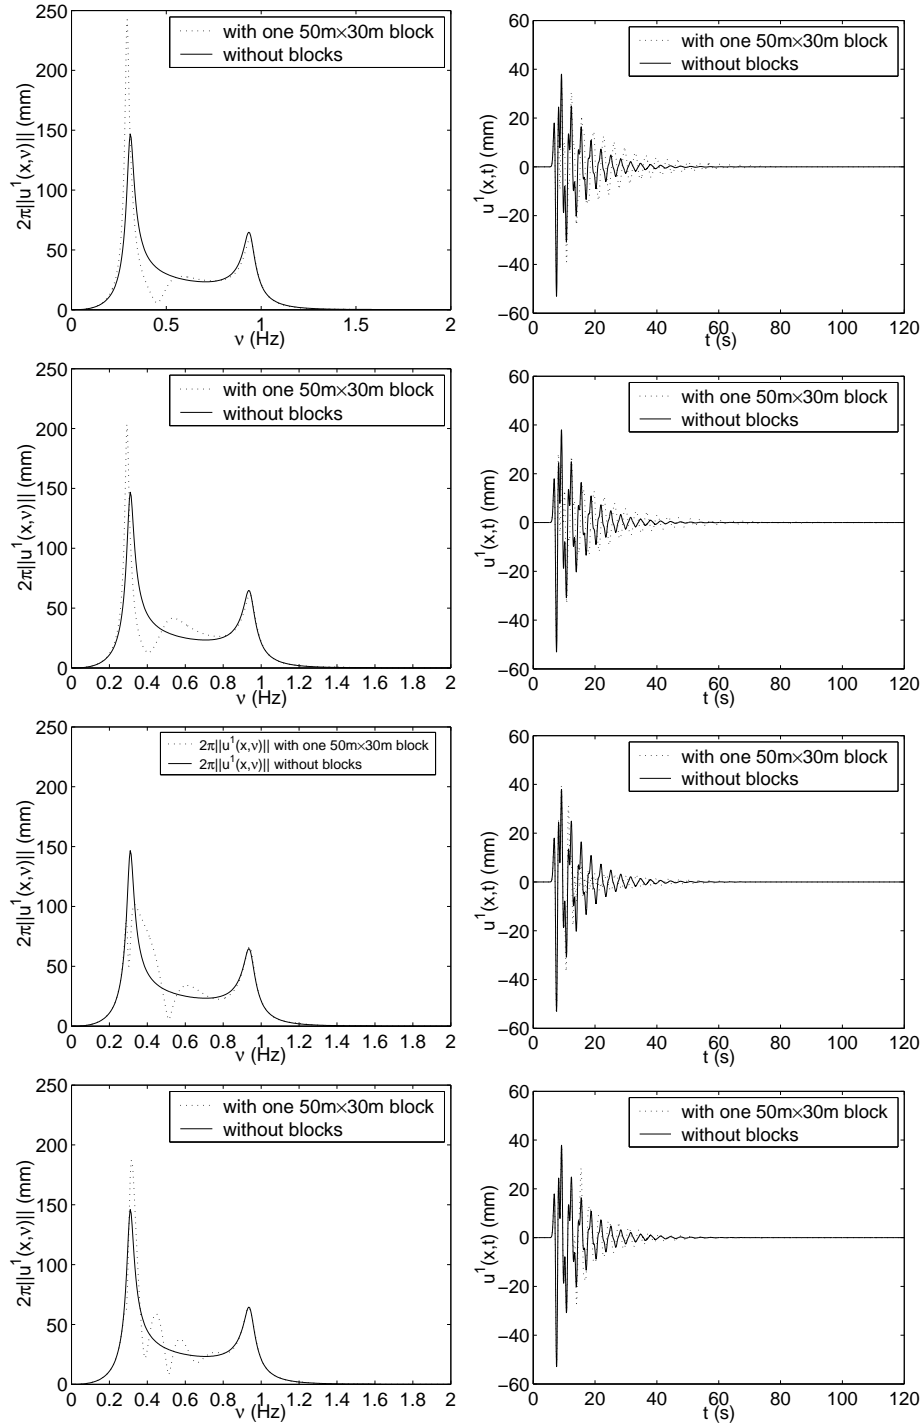 250
200
150
100
50
0
2π||u¹(x,ν)|| (mm)
with one 50m×30m block
without blocks
0 0.5 1 1.5 2
ν (Hz)
60
40
20
0
−20
−40
−60
u¹(x,t) (mm)
with one 50m×30m block
without blocks
0 20 40 60 80 100 120
t (s)
250
200
150
100
50
0
2π||u¹(x,ν)|| (mm)
with one 50m×30m block
without blocks
0 0.2 0.4 0.6 0.8 1 1.2 1.4 1.6 1.8 2
ν (Hz)
60
40
20
0
−20
−40
−60
u¹(x,t) (mm)
with one 50m×30m block
without blocks
0 20 40 60 80 100 120
t (s)
250
200
150
100
50
0
2π||u¹(x,ν)|| (mm)
2π||u¹(x,ν)|| with one 50m×30m block
2π||u¹(x,ν)|| without blocks
0 0.2 0.4 0.6 0.8 1 1.2 1.4 1.6 1.8 2
ν (Hz)
60
40
20
0
−20
−40
−60
u¹(x,t) (mm)
with one 50m×30m block
without blocks
0 20 40 60 80 100 120
t (s)
250
200
150
100
50
0
2π||u¹(x,ν)|| (mm)
with one 50m×30m block
without blocks
0 0.2 0.4 0.6 0.8 1 1.2 1.4 1.6 1.8 2
ν (Hz)
60
40
20
0
−20
−40
−60
u¹(x,t) (mm)
with one 50m×30m block
without blocks
0 20 40 60 80 100 120
t (s)